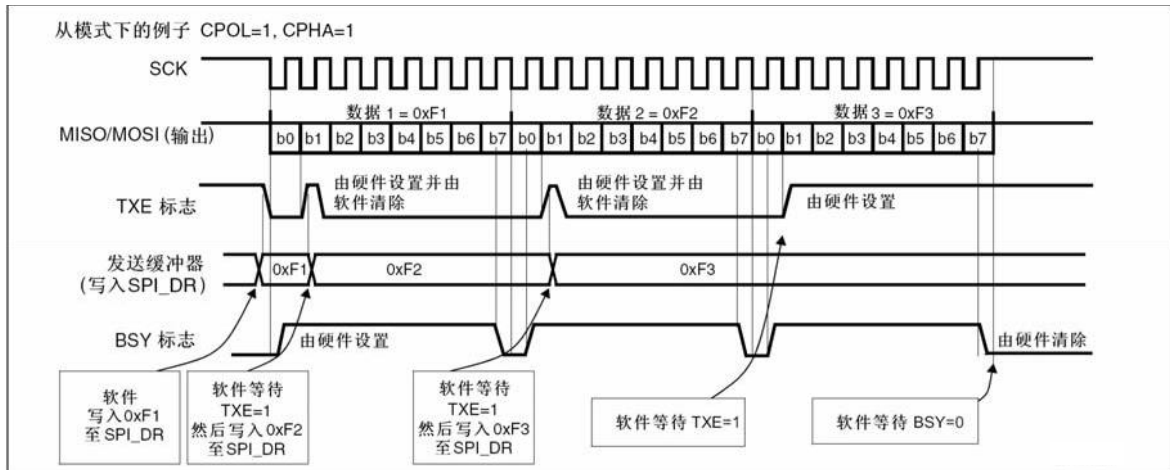 从模式下的例子 CPOL=1, CPHA=1
SCK
数据 1 = 0xF1
数据 2 = 0xF2
数据 3 = 0xF3
MISO/MOSI (输出)
b0 b1 b2 b3 b4 b5 b6 b7 b0 b1 b2 b3 b4 b5 b6 b7 b0 b1 b2 b3 b4 b5 b6 b7
TXE 标志
由硬件设置并由
软件清除
由硬件设置并由
软件清除
由硬件设置
发送缓冲器
(写入SPI_DR)
0xF1
0xF2
0xF3
BSY 标志
由硬件设置
由硬件清除
软件
写入0xF1
至SPI_DR
软件等待
TXE=1
然后写入0xF2
至SPI_DR
软件等待
TXE=1
然后写入0xF3
至SPI_DR
软件等待 TXE=1
软件等待 BSY=0